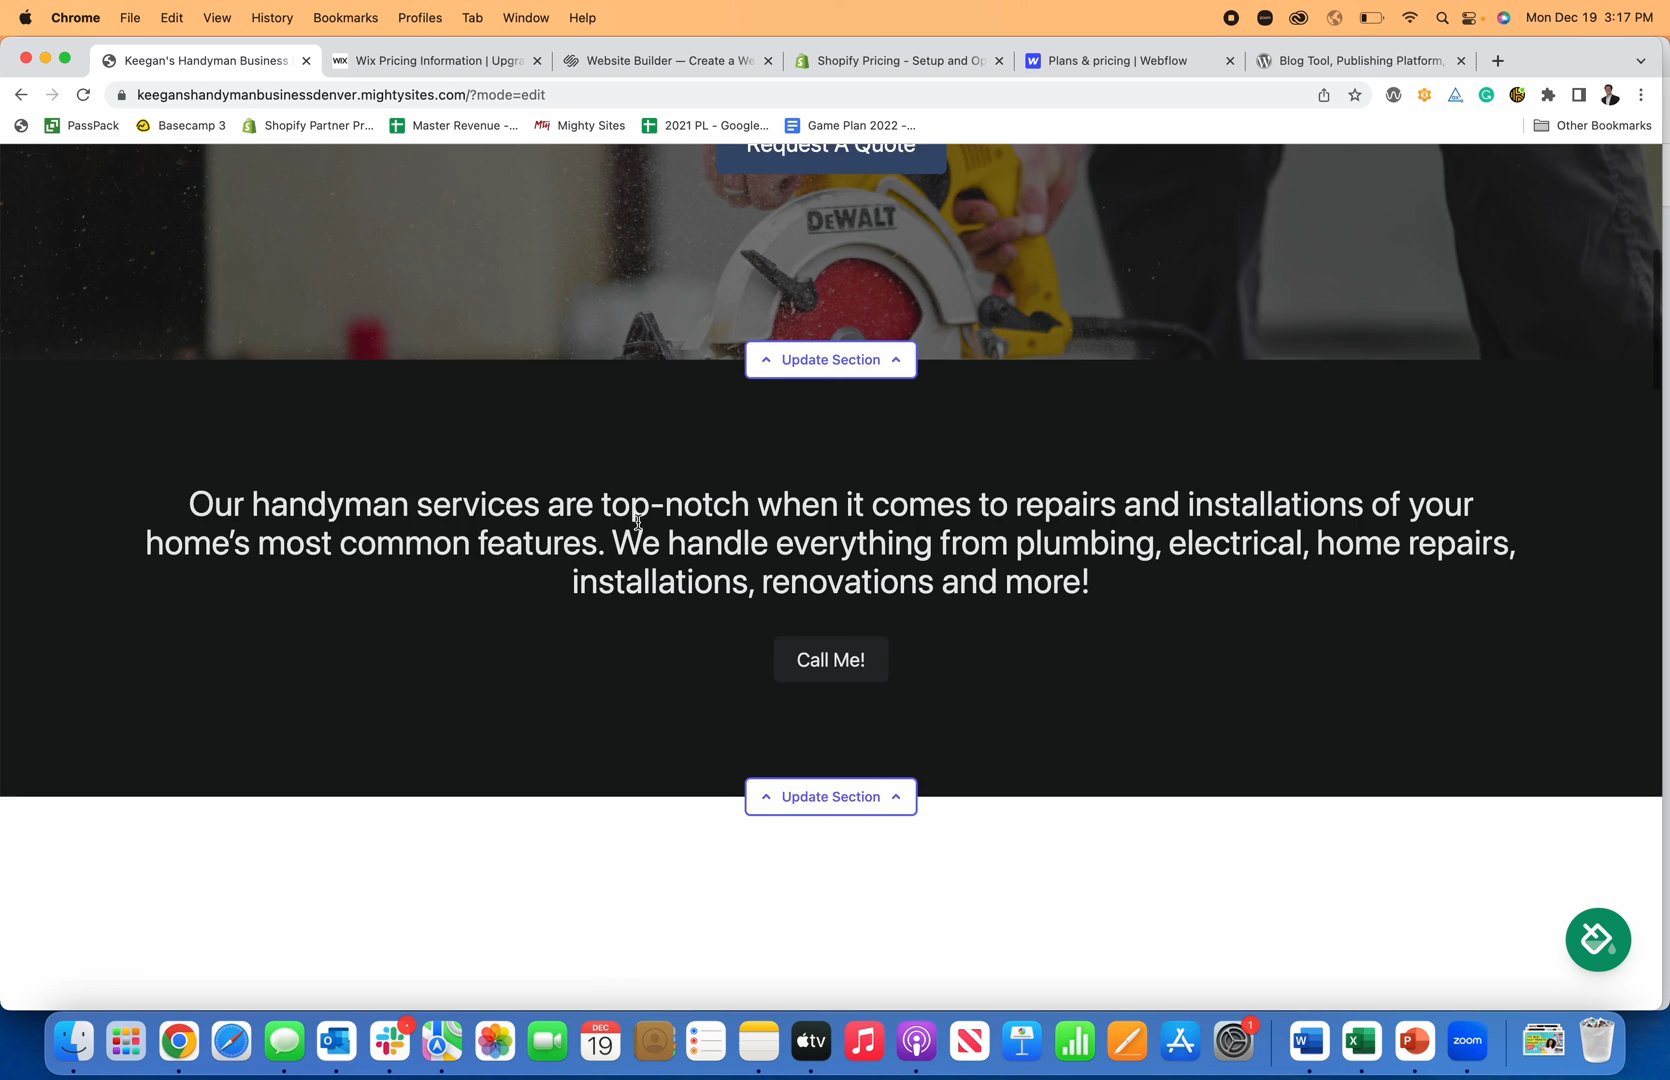 Chrome File Edit View History Bookmarks Profiles Tab Window Help Mon Dec 19 3:17 PM
Keegan's Handyman Business WIX Wix Pricing Information | Upgra Website Builder — Create a We Shopify Pricing - Setup and Op Plans & pricing | Webflow Blog Tool, Publishing Platform,
keeganshandymanbusinessdenver.mightysites.com/?mode=edit
PassPack Basecamp 3 Shopify Partner Pr... Master Revenue -... Mty Mighty Sites 2021 PL - Google... Game Plan 2022 -... Other Bookmarks
Request A Quote
DEWALT
Update Section
Our handyman services are top-notch when it comes to repairs and installations of your
home's most common features. We handle everything from plumbing, electrical, home repairs,
installations, renovations and more!
Call Me!
Update Section
DEC
19
tv
1
W
X
P
zoom